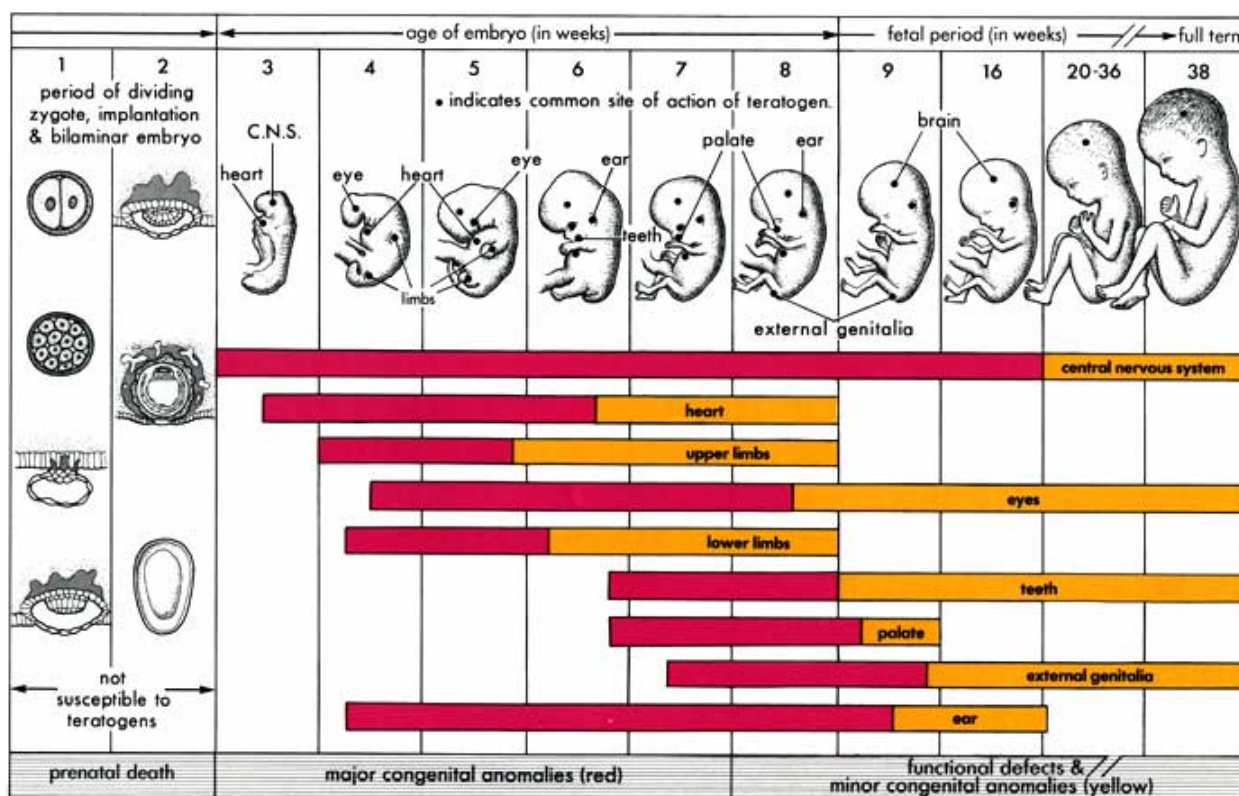 age of embryo (in weeks)
fetal period (in weeks)
full term
1
2
3
4
5
6
7
8
9
16
20-36
38
period of dividing
zygote, implantation
& bilaminar embryo
• indicates common site of action of teratogen.
C.N.S.
heart
eye
heart
eye
ear
palate
ear
brain
teeth
limbs
external genitalia
central nervous system
heart
upper limbs
eyes
lower limbs
teeth
palate
external genitalia
ear
not
susceptible to
teratogens
prenatal death
major congenital anomalies (red)
functional defects &
minor congenital anomalies (yellow)